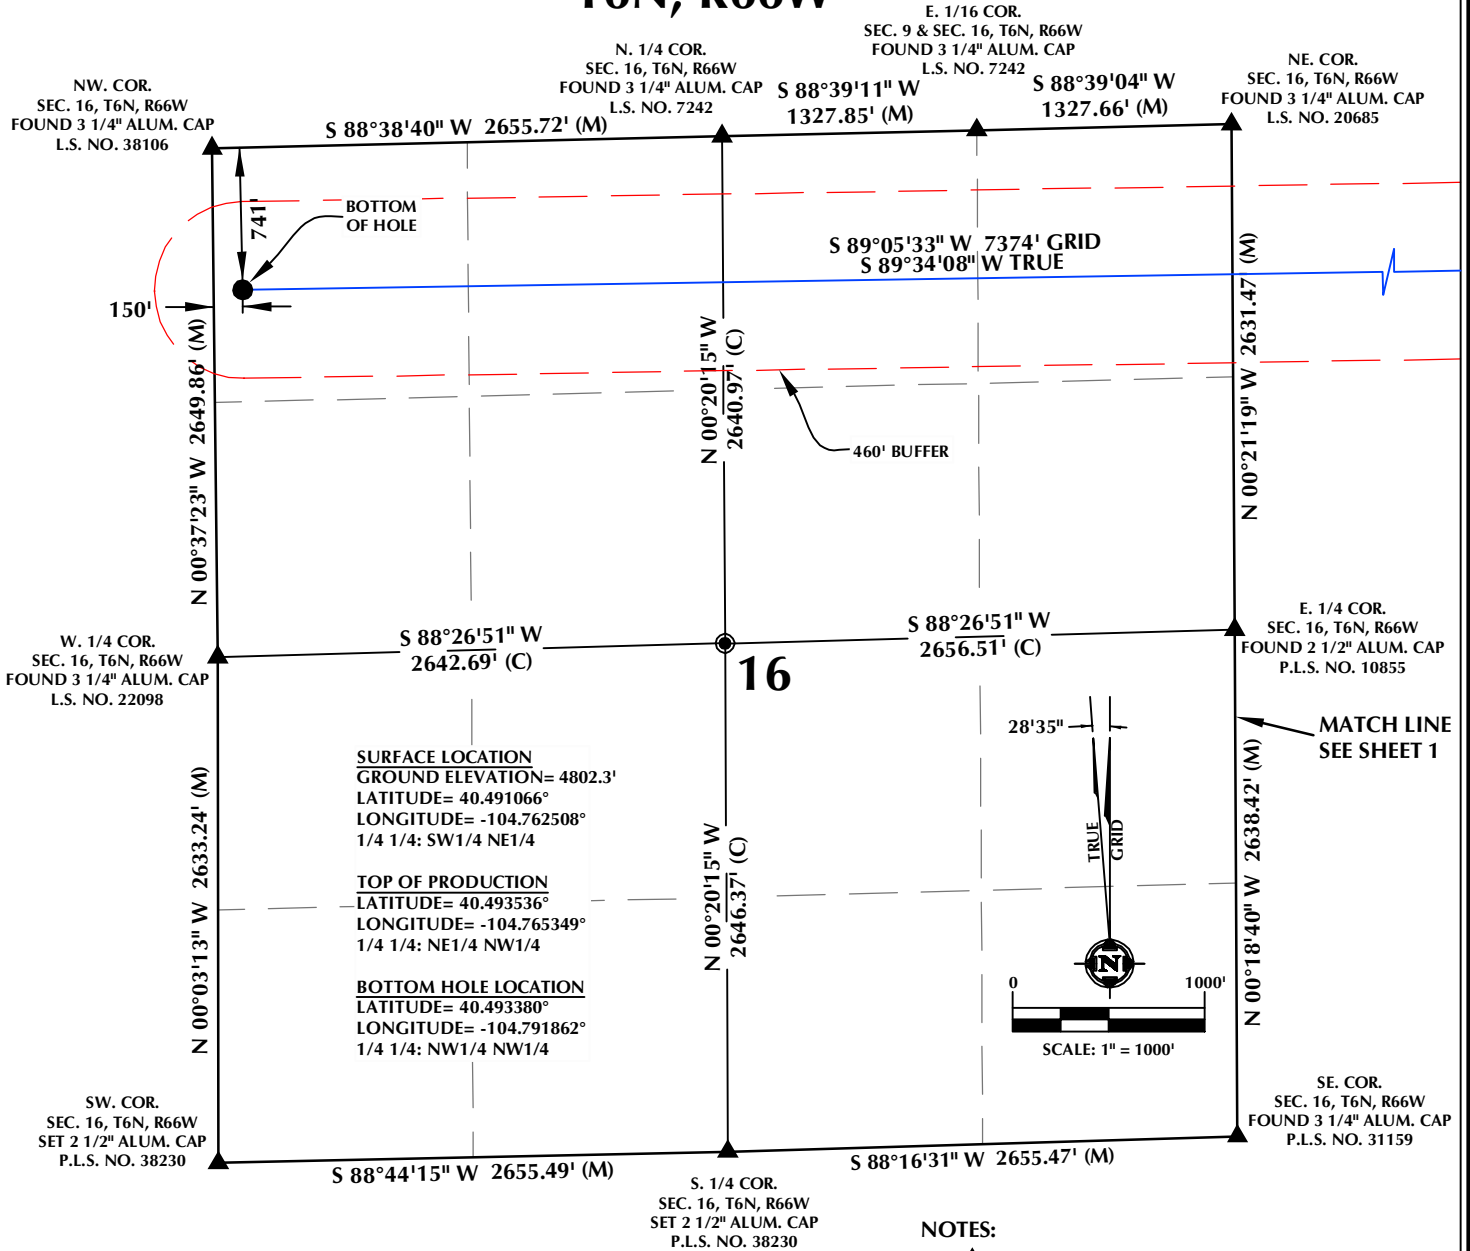 T6N, R66W
E. 1/16 COR.
SEC. 9 & SEC. 16, T6N, R66W
FOUND 3 1/4" ALUM. CAP
L.S. NO. 7242
N. 1/4 COR.
SEC. 16, T6N, R66W
FOUND 3 1/4" ALUM. CAP
L.S. NO. 7242
NE. COR.
SEC. 16, T6N, R66W
FOUND 3 1/4" ALUM. CAP
L.S. NO. 20685
NW. COR.
SEC. 16, T6N, R66W
FOUND 3 1/4" ALUM. CAP
L.S. NO. 38106
S 88°38'40" W 2655.72' (M)
S 88°39'11" W
1327.85' (M)
S 88°39'04" W
1327.66' (M)
741'
BOTTOM
OF HOLE
150'
S 89°05'33" W 7374' GRID
S 89°34'08" W TRUE
N 00°37'23" W 2649.86' (M)
N 00°20'15" W
2640.97' (C)
N 00°21'19" W 2631.47' (M)
460' BUFFER
W. 1/4 COR.
SEC. 16, T6N, R66W
FOUND 3 1/4" ALUM. CAP
L.S. NO. 22098
S 88°26'51" W
2642.69' (C)
S 88°26'51" W
2656.51' (C)
16
E. 1/4 COR.
SEC. 16, T6N, R66W
FOUND 2 1/2" ALUM. CAP
P.L.S. NO. 10855
MATCH LINE
SEE SHEET 1
28'35"
TRUE
GRID
N
0 1000'
SCALE: 1" = 1000'
SURFACE LOCATION
GROUND ELEVATION= 4802.3'
LATITUDE= 40.491066°
LONGITUDE= -104.762508°
1/4 1/4: SW1/4 NE1/4
TOP OF PRODUCTION
LATITUDE= 40.493536°
LONGITUDE= -104.765349°
1/4 1/4: NE1/4 NW1/4
BOTTOM HOLE LOCATION
LATITUDE= 40.493380°
LONGITUDE= -104.791862°
1/4 1/4: NW1/4 NW1/4
N 00°03'13" W 2633.24' (M)
N 00°20'15" W
2646.37' (C)
N 00°18'40" W 2638.42' (M)
SW. COR.
SEC. 16, T6N, R66W
SET 2 1/2" ALUM. CAP
P.L.S. NO. 38230
S 88°44'15" W 2655.49' (M)
S. 1/4 COR.
SEC. 16, T6N, R66W
SET 2 1/2" ALUM. CAP
P.L.S. NO. 38230
S 88°16'31" W 2655.47' (M)
SE. COR.
SEC. 16, T6N, R66W
FOUND 3 1/4" ALUM. CAP
P.L.S. NO. 31159
NOTES: